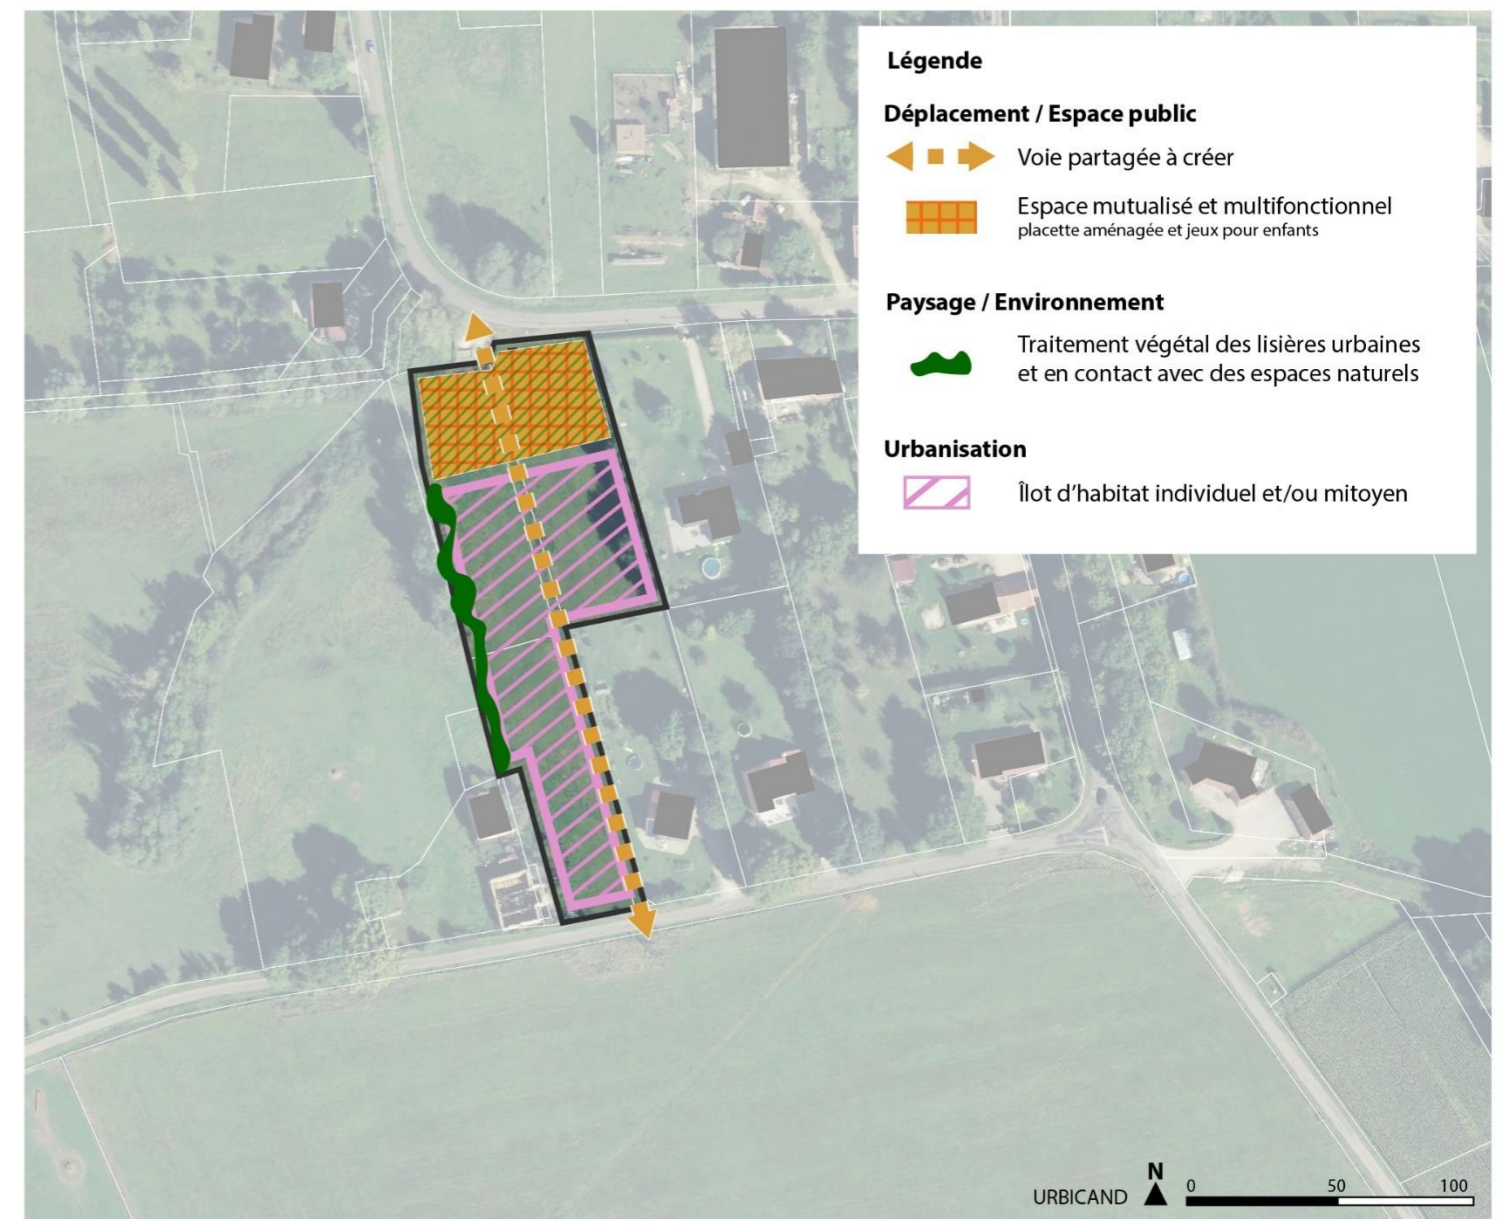 Légende
Déplacement / Espace public
Voie partagée à créer
Espace mutualisé et multifonctionnel
placette aménagée et jeux pour enfants
Paysage / Environnement
Traitement végétal des lisières urbaines
et en contact avec des espaces naturels
Urbanisation
Îlot d'habitat individuel et/ou mitoyen
N
URBICAND
0 50 100